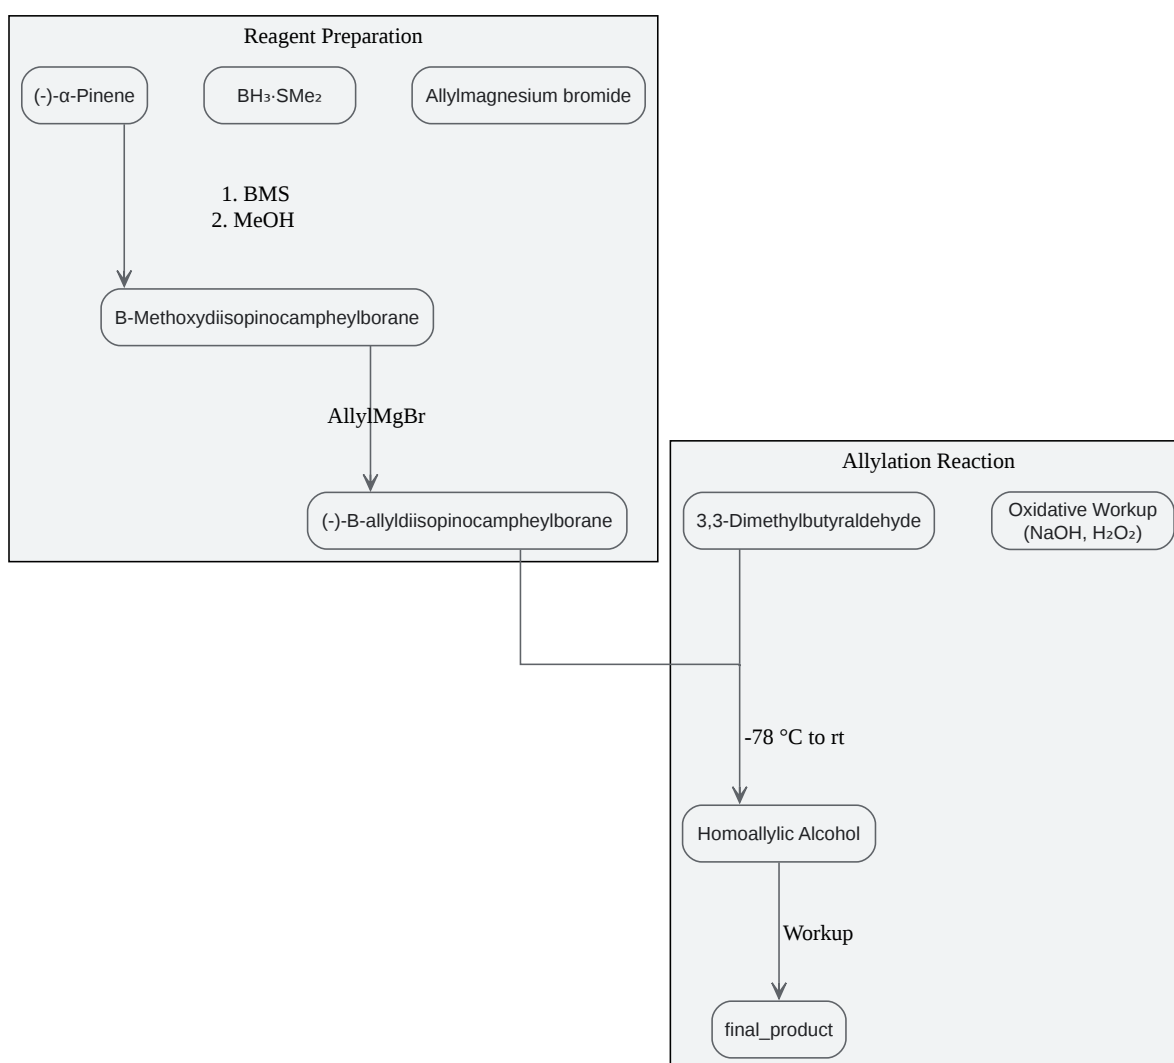 Reagent Preparation
(-)-α-Pinene
BH₃·SMe₂
Allylmagnesium bromide
1. BMS
2. MeOH
B-Methoxydiisopinocampheylborane
AllylMgBr
(-)-B-allyldiisopinocampheylborane
Allylation Reaction
3,3-Dimethylbutyraldehyde
Oxidative Workup
(NaOH, H₂O₂)
-78 °C to rt
Homoallylic Alcohol
Workup
final_product